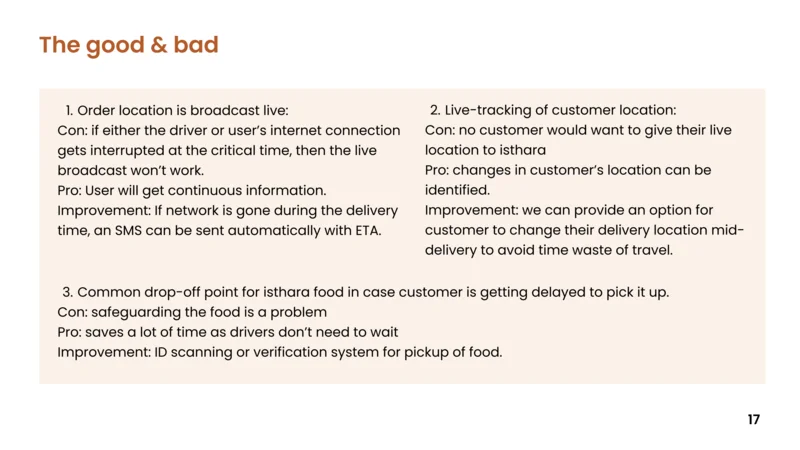 The good & bad
1. Order location is broadcast live:
Con: if either the driver or user's internet connection
gets interrupted at the critical time, then the live
broadcast won't work.
Pro: User will get continuous information.
Improvement: If network is gone during the delivery
time, an SMS can be sent automatically with ETA.
2. Live-tracking of customer location:
Con: no customer would want to give their live
location to isthara
Pro: changes in customer's location can be
identified.
Improvement: we can provide an option for
customer to change their delivery location mid-
delivery to avoid time waste of travel.
3. Common drop-off point for isthara food in case customer is getting delayed to pick it up.
Con: safeguarding the food is a problem
Pro: saves a lot of time as drivers don't need to wait
Improvement: ID scanning or verification system for pickup of food.
17